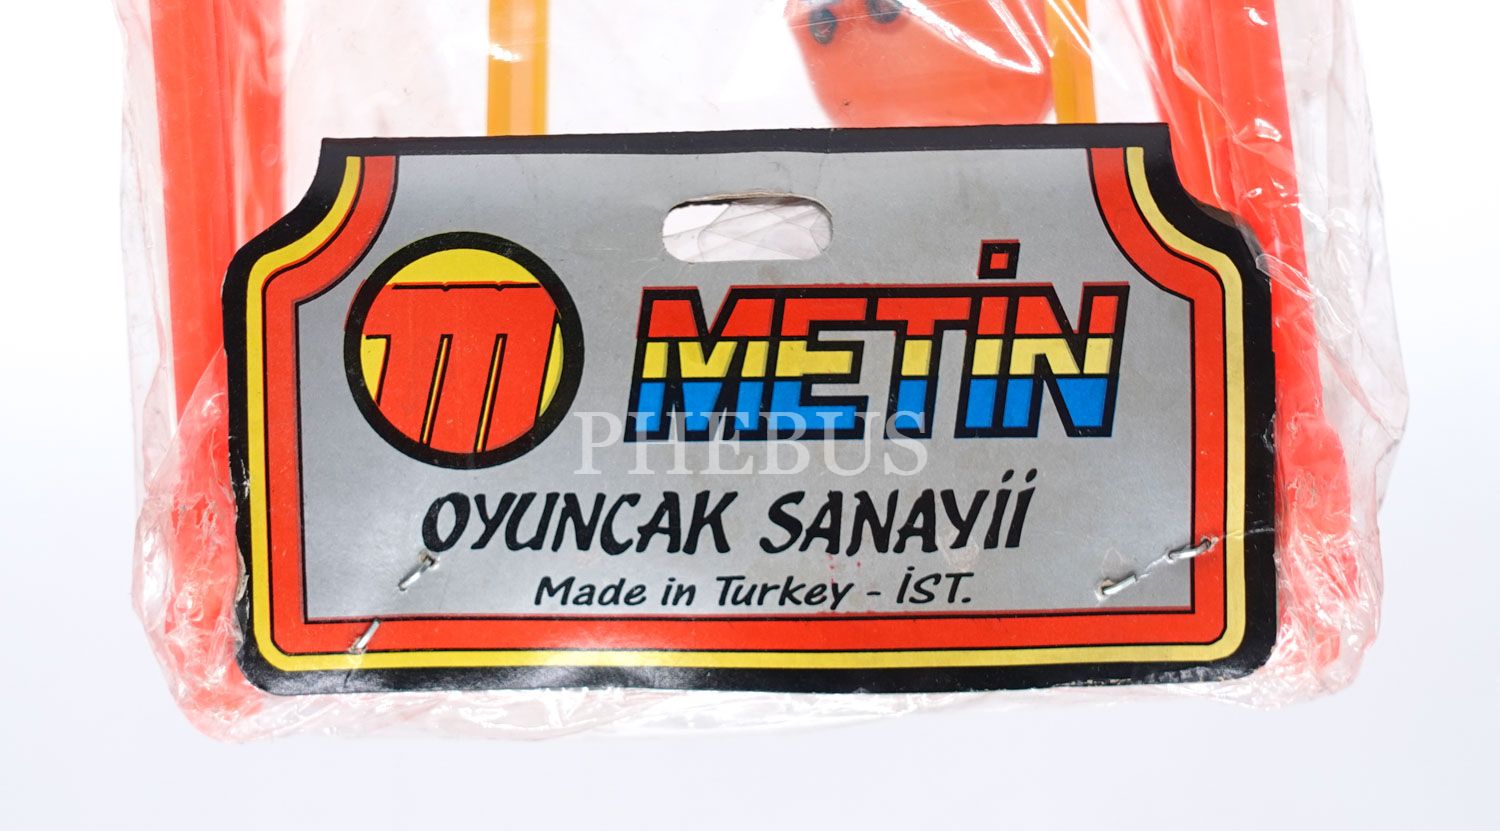 m METİN
PHEBUS
OYUNCAK SANAYİİ
Made in Turkey - İST.